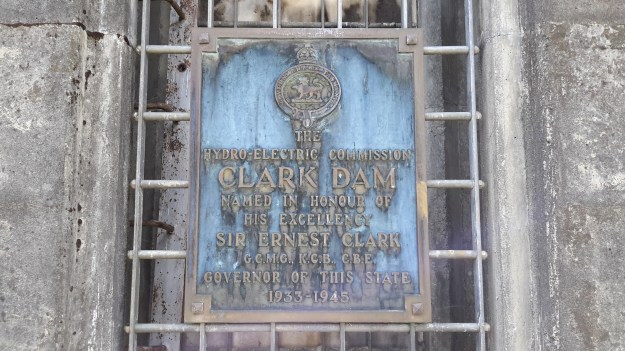 THE
HYDRO-ELECTRIC COMMISSION
CLARK DAM
NAMED IN HONOUR OF
HIS EXCELLENCY
SIR ERNEST CLARK
G.C.M.G., K.C.B., C.B.E.
GOVERNOR OF THIS STATE
1933-1945